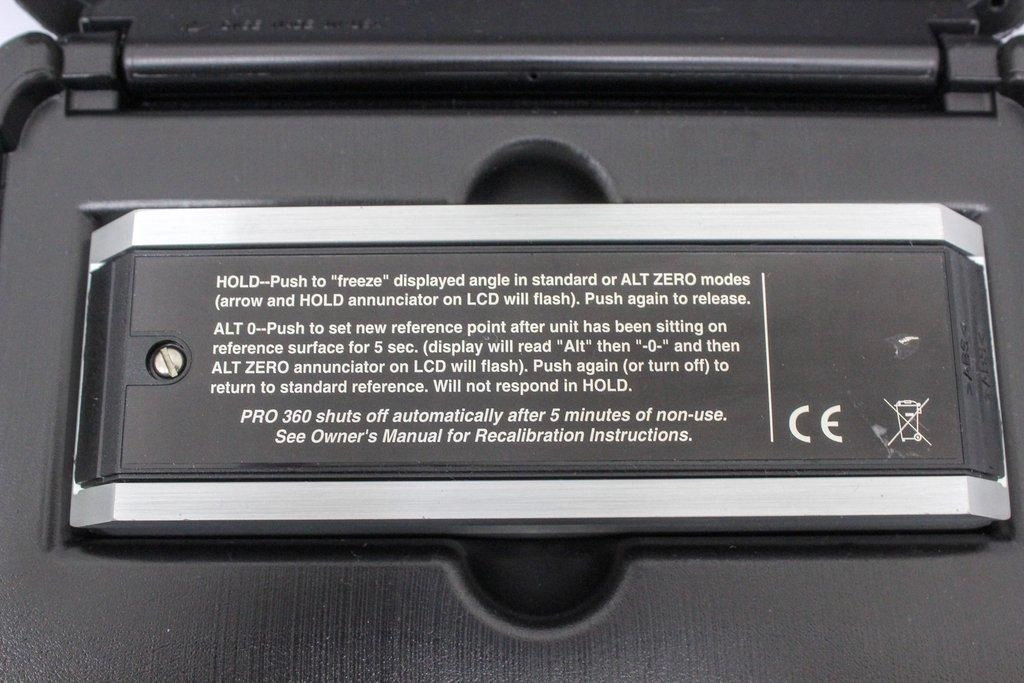 HOLD--Push to "freeze" displayed angle in standard or ALT ZERO modes
(arrow and HOLD annunciator on LCD will flash). Push again to release.
ALT 0--Push to set new reference point after unit has been sitting on
reference surface for 5 sec. (display will read "Alt" then "-0-" and then
ALT ZERO annunciator on LCD will flash). Push again (or turn off) to
return to standard reference. Will not respond in HOLD.
PRO 360 shuts off automatically after 5 minutes of non-use.
See Owner's Manual for Recalibration Instructions.
CE